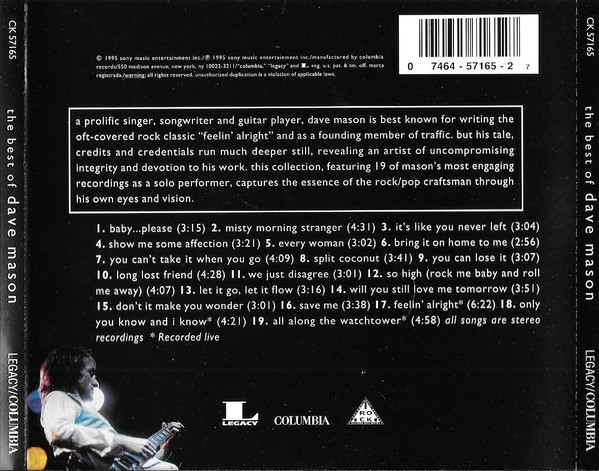 CK 57165
the best of dave mason
LEGACY/COLUMBIA
© 1995 sony music entertainment inc./℗ 1995 sony music entertainment inc./manufactured by columbia
records/550 madison avenue, new york, ny 10022-3211/"columbia," "legacy" and L reg. u.s. pat. & tm. off. marca
registrada./warning: all rights reserved. unauthorized duplication is a violation of applicable laws.
0 7464-57165-2 7
a prolific singer, songwriter and guitar player, dave mason is best known for writing the
oft-covered rock classic "feelin' alright" and as a founding member of traffic. but his tale,
credits and credentials run much deeper still, revealing an artist of uncompromising
integrity and devotion to his work. this collection, featuring 19 of mason's most engaging
recordings as a solo performer, captures the essence of the rock/pop craftsman through
his own eyes and vision.
1. baby...please (3:15) 2. misty morning stranger (4:31) 3. it's like you never left (3:04)
4. show me some affection (3:21) 5. every woman (3:02) 6. bring it on home to me (2:56)
7. you can't take it when you go (4:09) 8. split coconut (3:41) 9. you can lose it (3:07)
10. long lost friend (4:28) 11. we just disagree (3:01) 12. so high (rock me baby and roll
me away) (4:07) 13. let it go, let it flow (3:16) 14. will you still love me tomorrow (3:51)
15. don't it make you wonder (3:01) 16. save me (3:38) 17. feelin' alright* (6:22) 18. only
you know and i know* (4:21) 19. all along the watchtower* (4:58) all songs are stereo
recordings * Recorded live
L
LEGACY
COLUMBIA
CK 57165
the best of dave mason
LEGACY/COLUMBIA